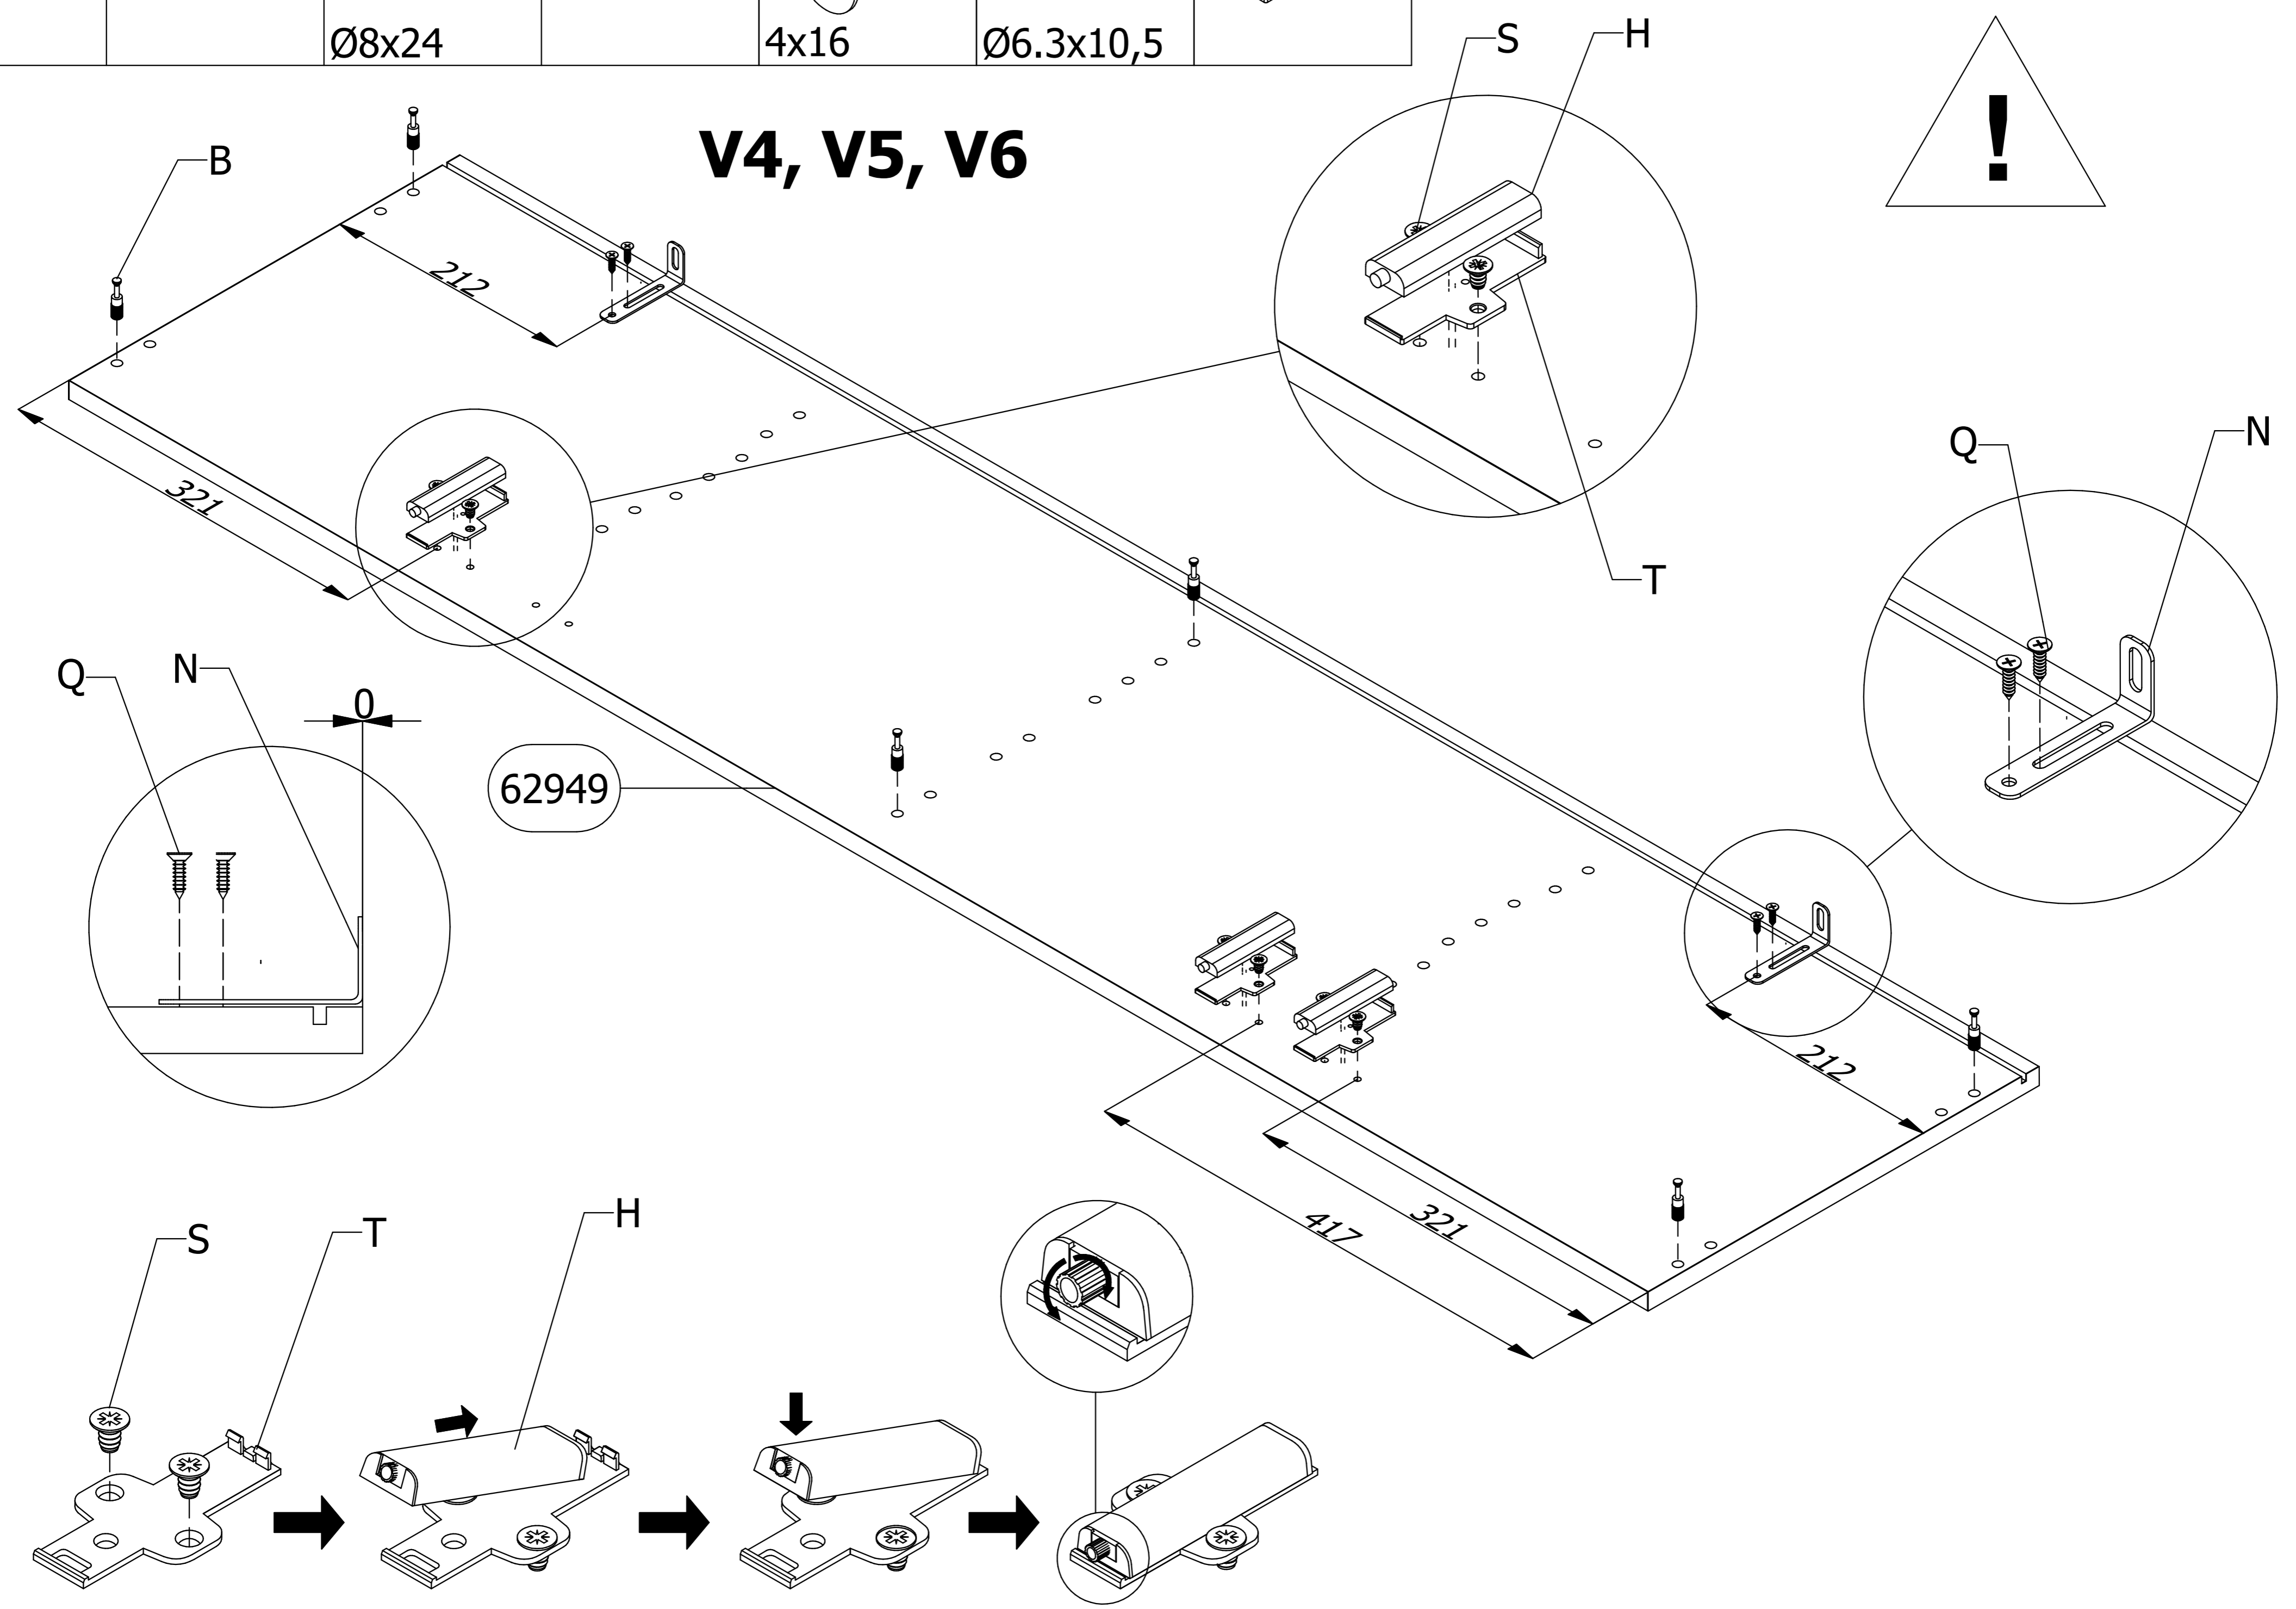 Ø8x24 4x16 Ø6.3x10,5
S H
!
V4, V5, V6
B
212
Q N
321
T
Q N
0
62949
212
S T H
417 321